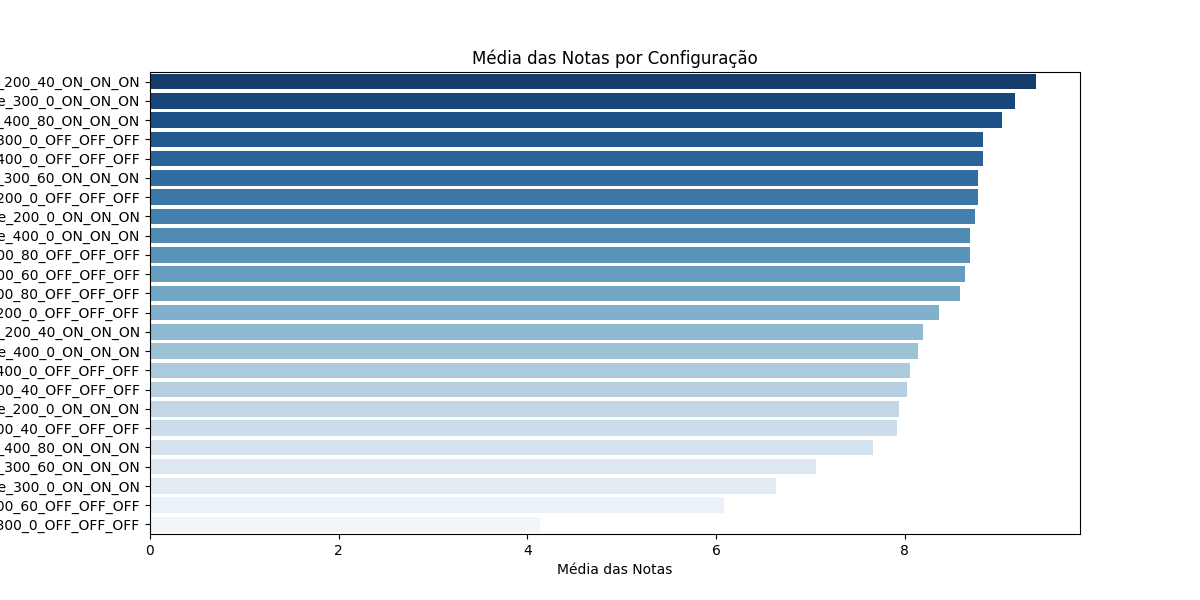 Média das Notas por Configuração
_200_40_ON_ON_ON
e_300_0_ON_ON_ON
_400_80_ON_ON_ON
300_0_OFF_OFF_OFF
400_0_OFF_OFF_OFF
_300_60_ON_ON_ON
200_0_OFF_OFF_OFF
e_200_0_ON_ON_ON
e_400_0_ON_ON_ON
00_80_OFF_OFF_OFF
00_60_OFF_OFF_OFF
00_80_OFF_OFF_OFF
200_0_OFF_OFF_OFF
_200_40_ON_ON_ON
e_400_0_ON_ON_ON
400_0_OFF_OFF_OFF
00_40_OFF_OFF_OFF
e_200_0_ON_ON_ON
00_40_OFF_OFF_OFF
_400_80_ON_ON_ON
_300_60_ON_ON_ON
e_300_0_ON_ON_ON
00_60_OFF_OFF_OFF
300_0_OFF_OFF_OFF
0 2 4 6 8
Média das Notas